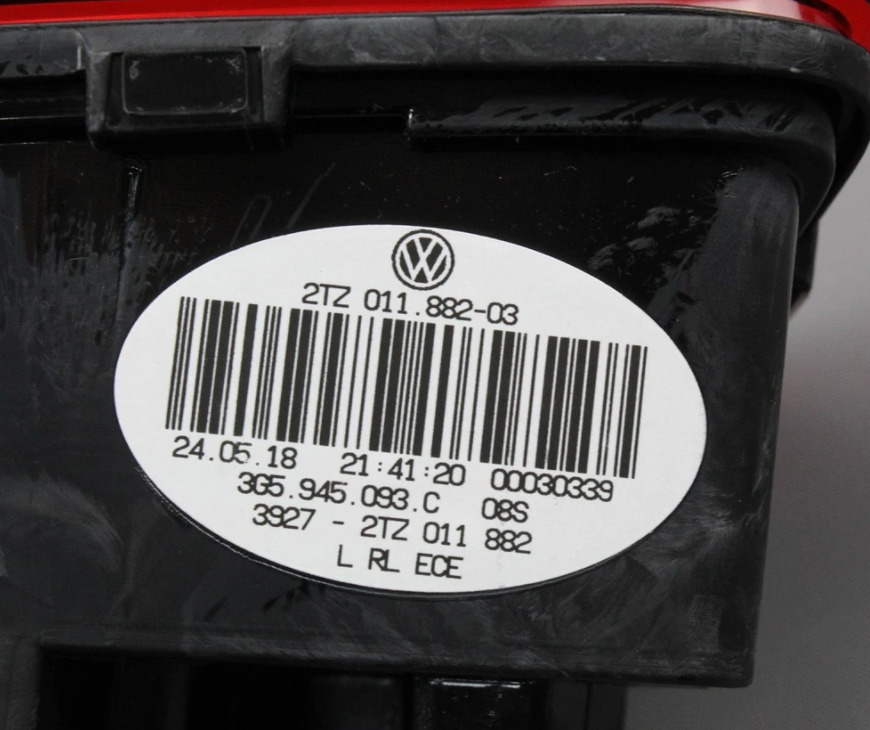 2TZ 011.882-03
24.05.18 21:41:20 00030339
3G5.945.093.C 08S
3927 - 2TZ 011 882
L RL ECE